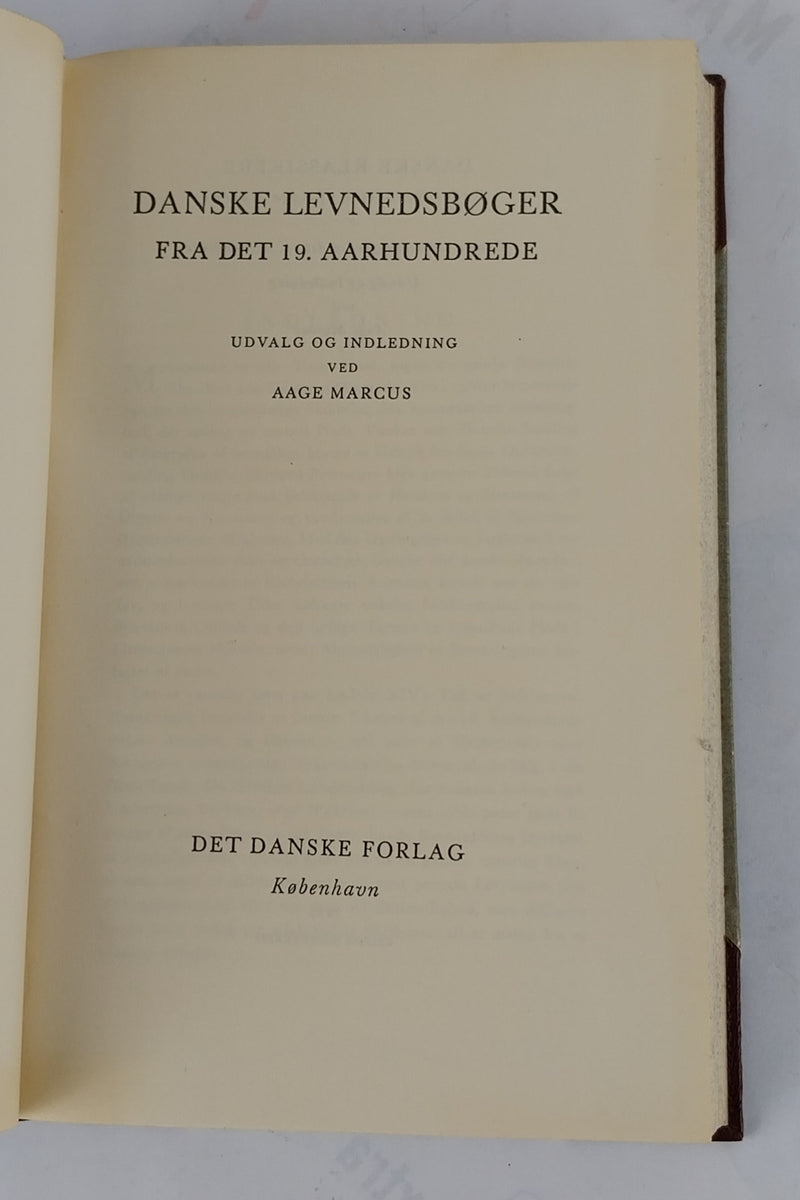 DANSKE LEVNEDSBØGER
FRA DET 19. AARHUNDREDE
UDVALG OG INDLEDNING
VED
AAGE MARCUS
DET DANSKE FORLAG
København